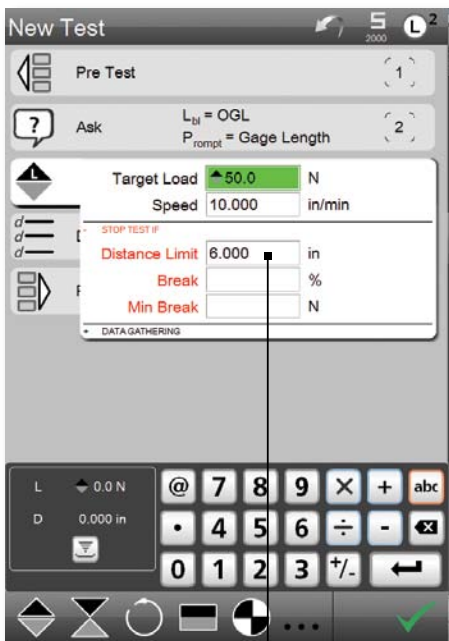 New Test
5
2000
L 2
Pre Test
1
?
Ask
L bl = OGL
P rompt = Gage Length
2
L
Target Load 50.0 N
Speed 10.000 in/min
- STOP TEST IF
Distance Limit 6.000 in
Break %
Min Break N
+ DATA GATHERING
d
d
d
L 0.0 N
D 0.000 in
@ 7 8 9 × + abc
• 4 5 6 ÷ -
0 1 2 3 +/-
...